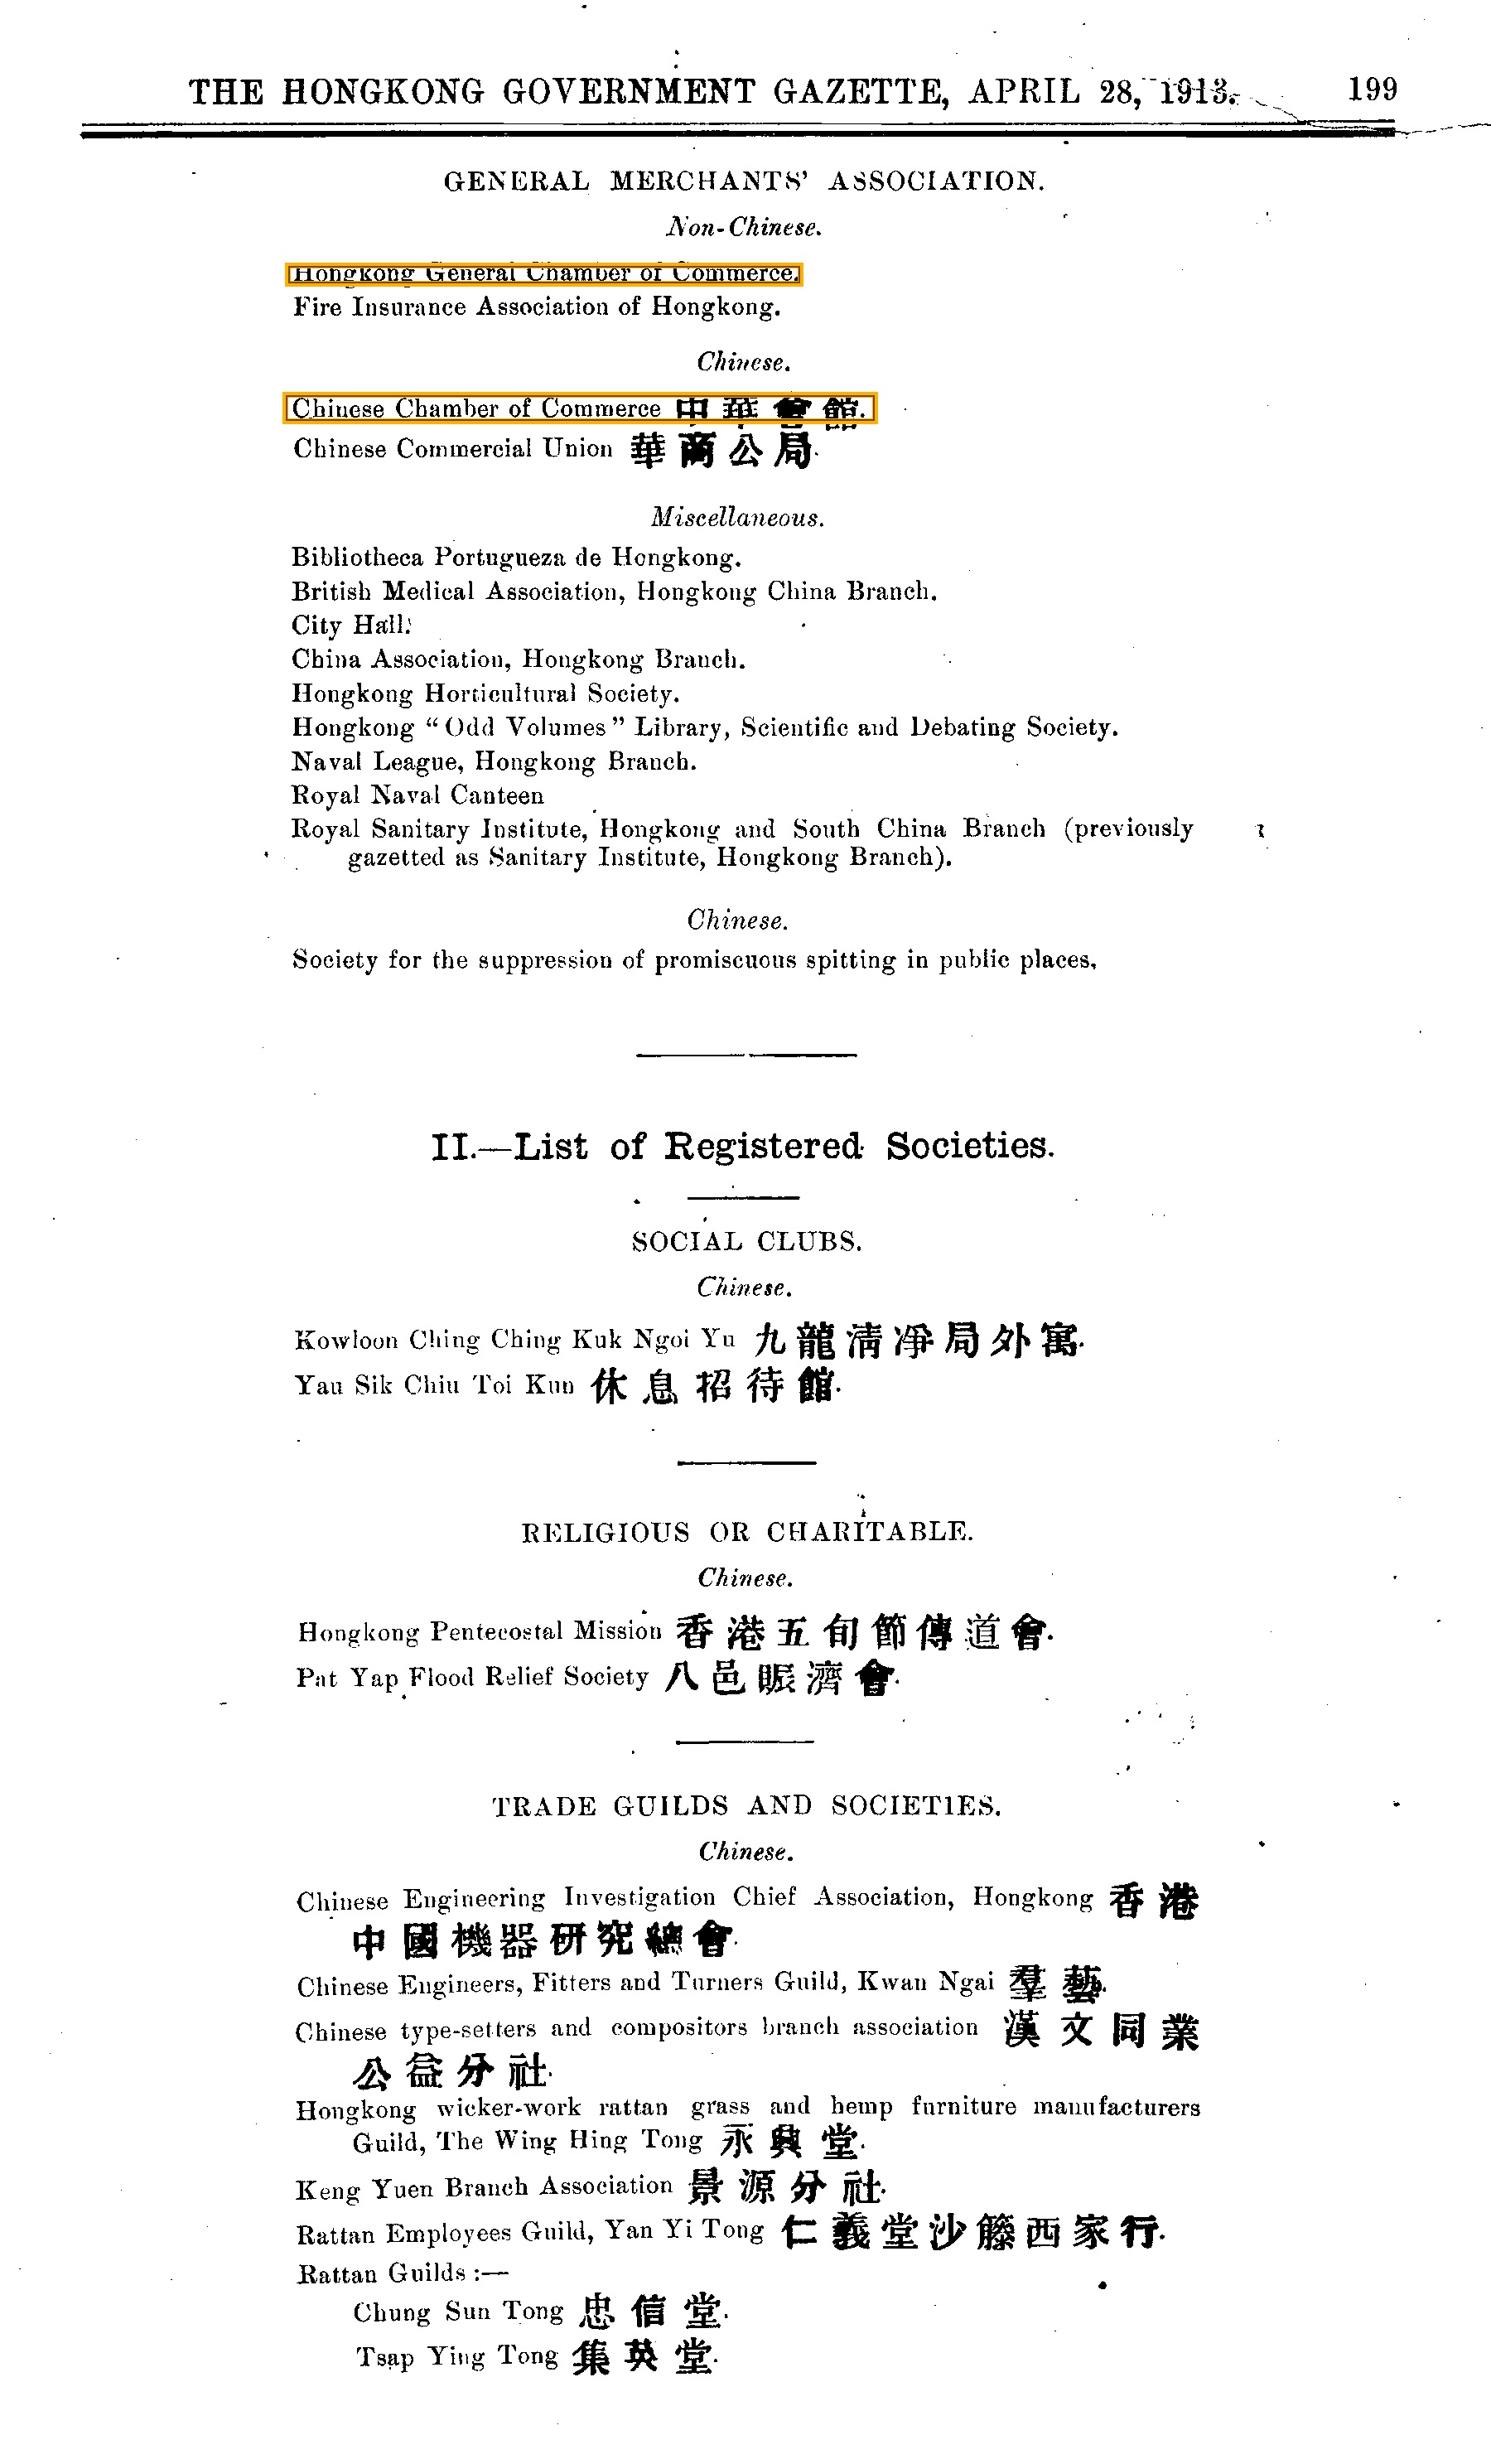 THE HONGKONG GOVERNMENT GAZETTE, APRIL 28, 1913. 199
GENERAL MERCHANTS' ASSOCIATION.
Non-Chinese.
Hongkong General Chamber of Commerce.
Fire Insurance Association of Hongkong.
Chinese.
Chinese Chamber of Commerce 中華會館.
Chinese Commercial Union 華商公局.
Miscellaneous.
Bibliotheca Portugueza de Hongkong.
British Medical Association, Hongkong China Branch.
City Hall.
China Association, Hongkong Branch.
Hongkong Horticultural Society.
Hongkong "Odd Volumes" Library, Scientific and Debating Society.
Naval League, Hongkong Branch.
Royal Naval Canteen
Royal Sanitary Institute, Hongkong and South China Branch (previously
gazetted as Sanitary Institute, Hongkong Branch).
Chinese.
Society for the suppression of promiscuous spitting in public places,
II.—List of Registered Societies.
SOCIAL CLUBS.
Chinese.
Kowloon Ching Ching Kuk Ngoi Yu 九龍清凈局外寓.
Yau Sik Chiu Toi Kun 休息招待館.
RELIGIOUS OR CHARITABLE.
Chinese.
Hongkong Pentecostal Mission 香港五旬節傳道會.
Pat Yap Flood Relief Society 八邑賑濟會.
TRADE GUILDS AND SOCIETIES.
Chinese.
Chinese Engineering Investigation Chief Association, Hongkong 香港
中國機器研究總會.
Chinese Engineers, Fitters and Turners Guild, Kwan Ngai 羣藝.
Chinese type-setters and compositors branch association 漢文同業
公益分社.
Hongkong wicker-work rattan grass and hemp furniture manufacturers
Guild, The Wing Hing Tong 永興堂.
Keng Yuen Branch Association 景源分社.
Rattan Employees Guild, Yan Yi Tong 仁義堂沙籐西家行.
Rattan Guilds :—
Chung Sun Tong 忠信堂.
Tsap Ying Tong 集英堂.